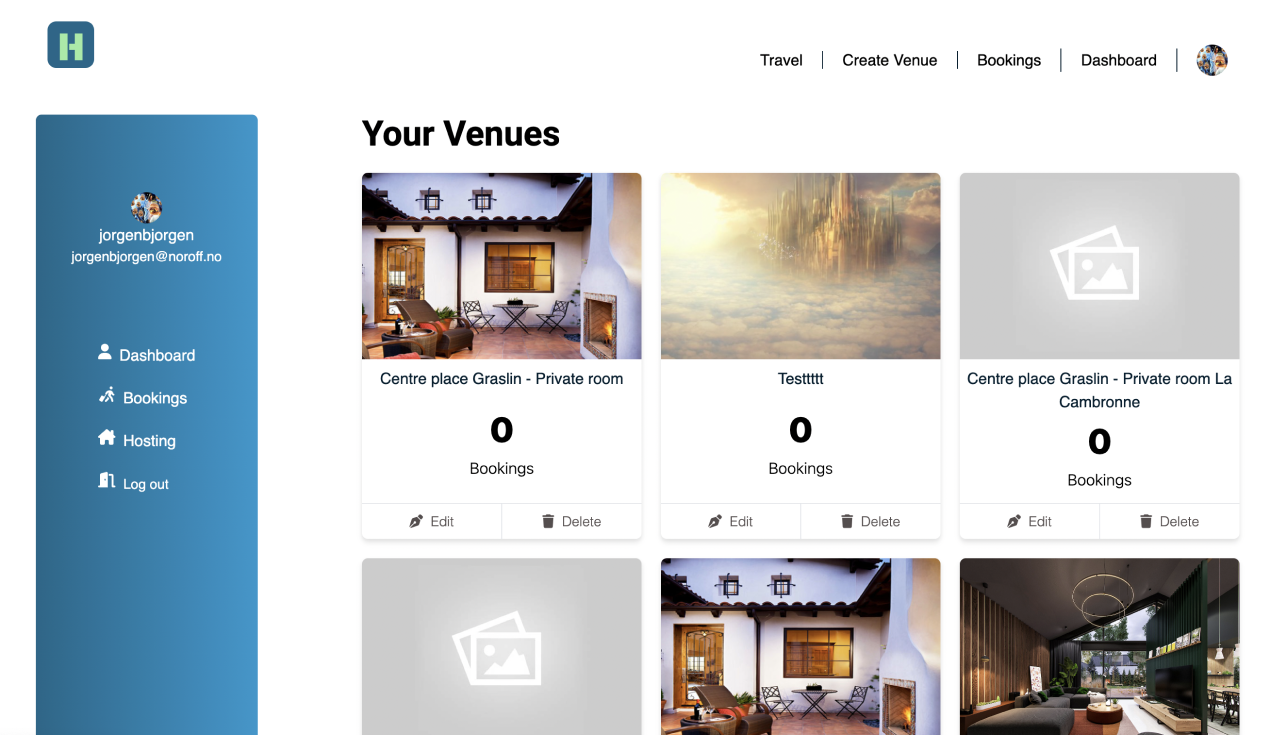 H
Travel
Create Venue
Bookings
Dashboard
jorgenbjorgen
jorgenbjorgen@noroff.no
Dashboard
Bookings
Hosting
Log out
Your Venues
Centre place Graslin - Private room
0
Bookings
Edit
Delete
Testtttt
0
Bookings
Edit
Delete
Centre place Graslin - Private room La
Cambronne
0
Bookings
Edit
Delete